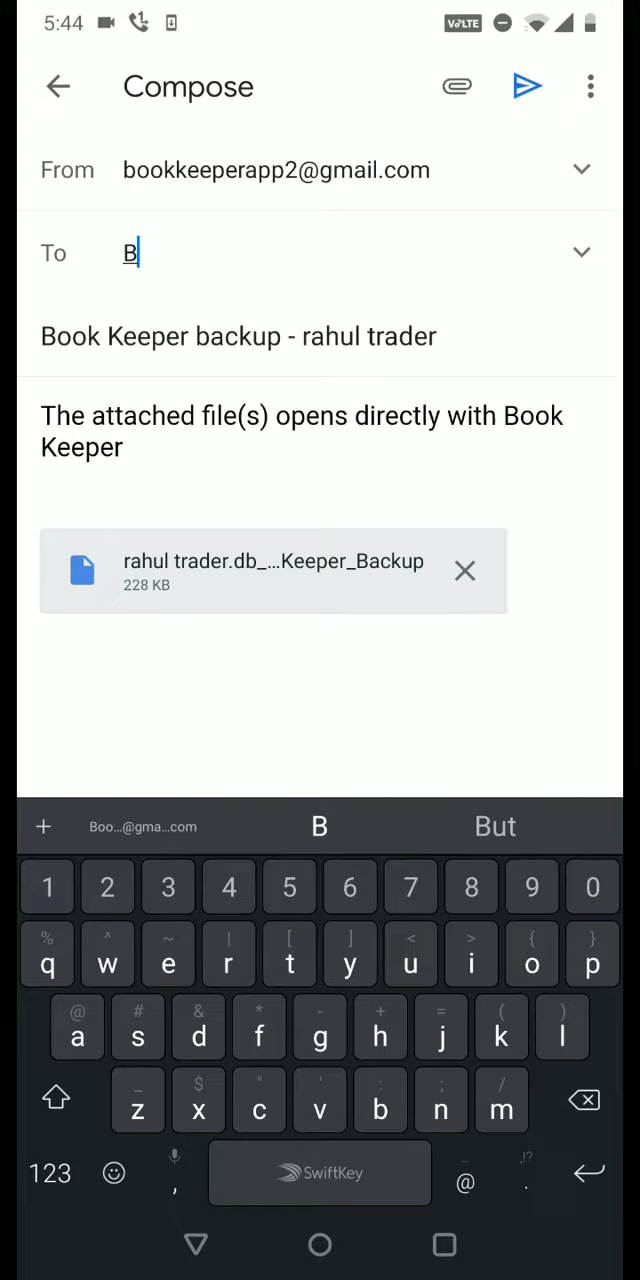 5:44
VoLTE
Compose
From bookkeeperapp2@gmail.com
To B
Book Keeper backup - rahul trader
The attached file(s) opens directly with Book
Keeper
rahul trader.db_...Keeper_Backup
228 KB
+ Boo...@gma...com B But
1 2 3 4 5 6 7 8 9 0
% ^ ~ | [ ] < > { }
q w e r t y u i o p
@ # & * - + = ( )
a s d f g h j k l
_ $ " ' : ; /
z x c v b n m
123 , SwiftKey @ ,!? .